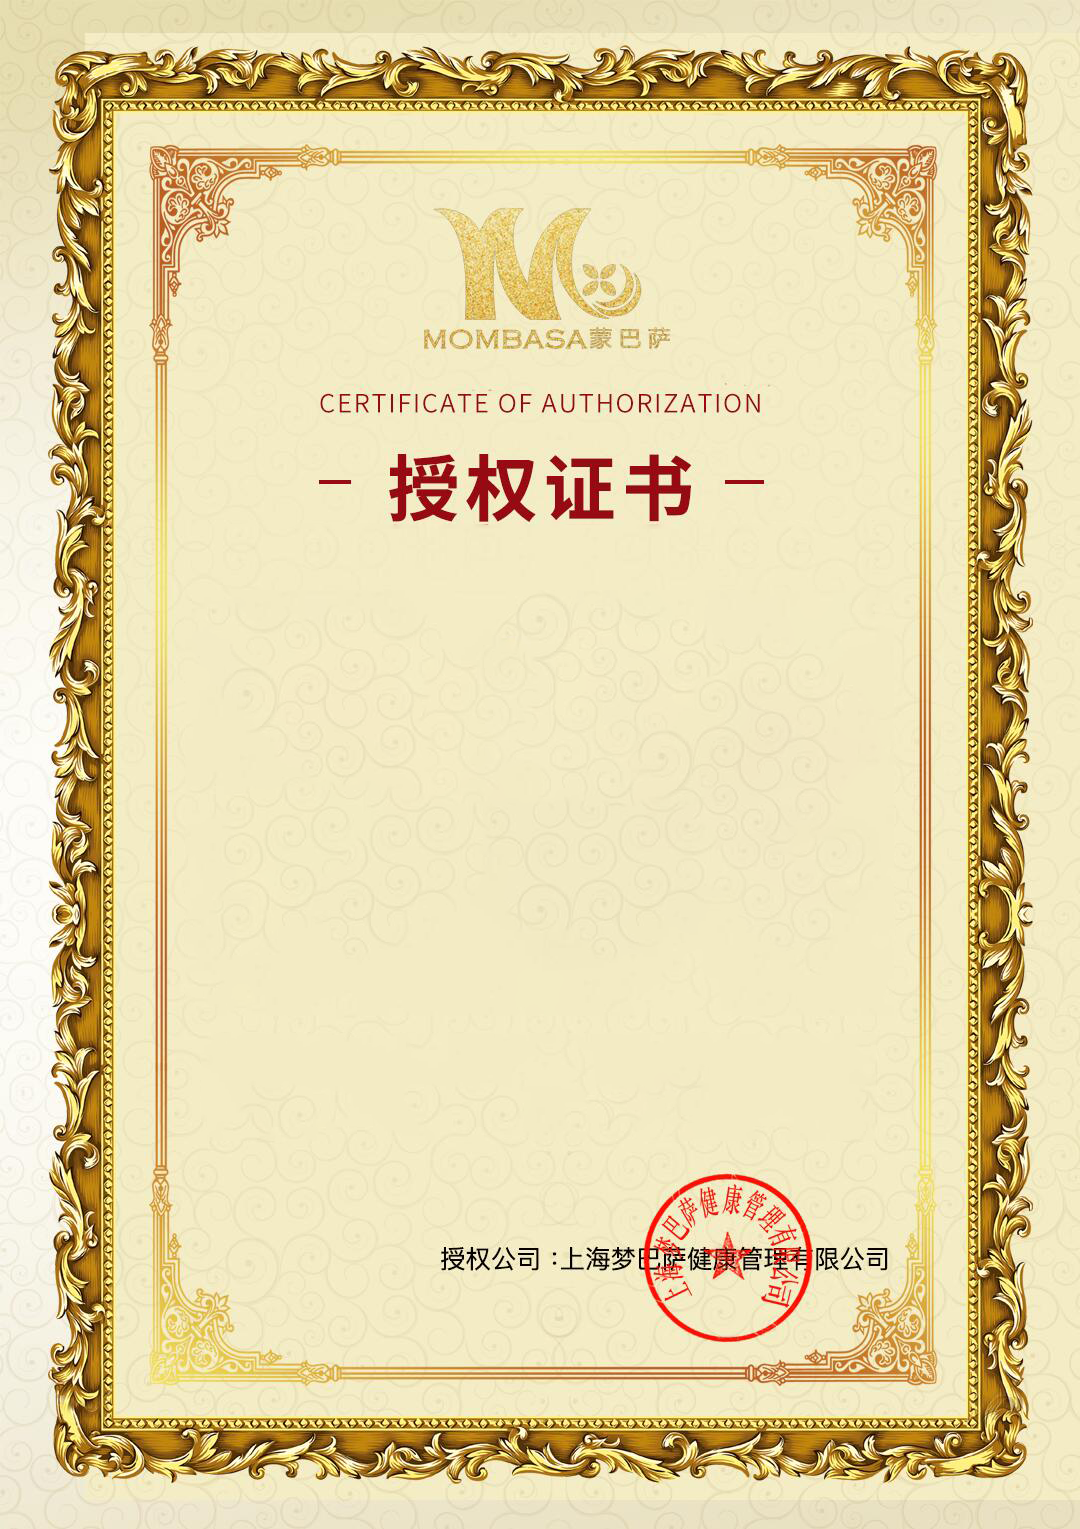 MOMBASA蒙巴萨
CERTIFICATE OF AUTHORIZATION
授权证书
上海梦巴萨健康管理有限公司
授权公司：上海梦巴萨健康管理有限公司